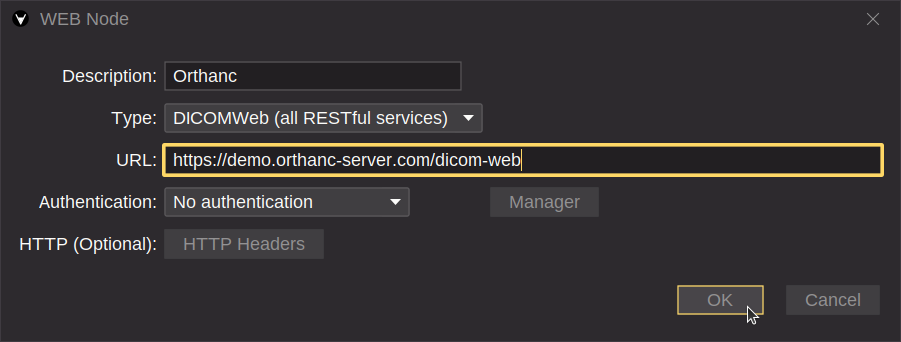 WEB Node
Description: Orthanc
Type: DICOMWeb (all RESTful services)
URL: https://demo.orthanc-server.com/dicom-web
Authentication: No authentication Manager
HTTP (Optional): HTTP Headers
OK Cancel